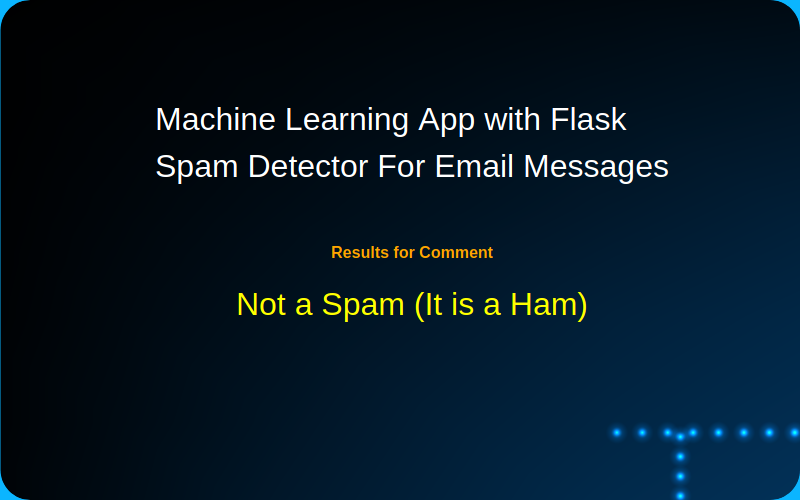 Machine Learning App with Flask
Spam Detector For Email Messages
Results for Comment
Not a Spam (It is a Ham)